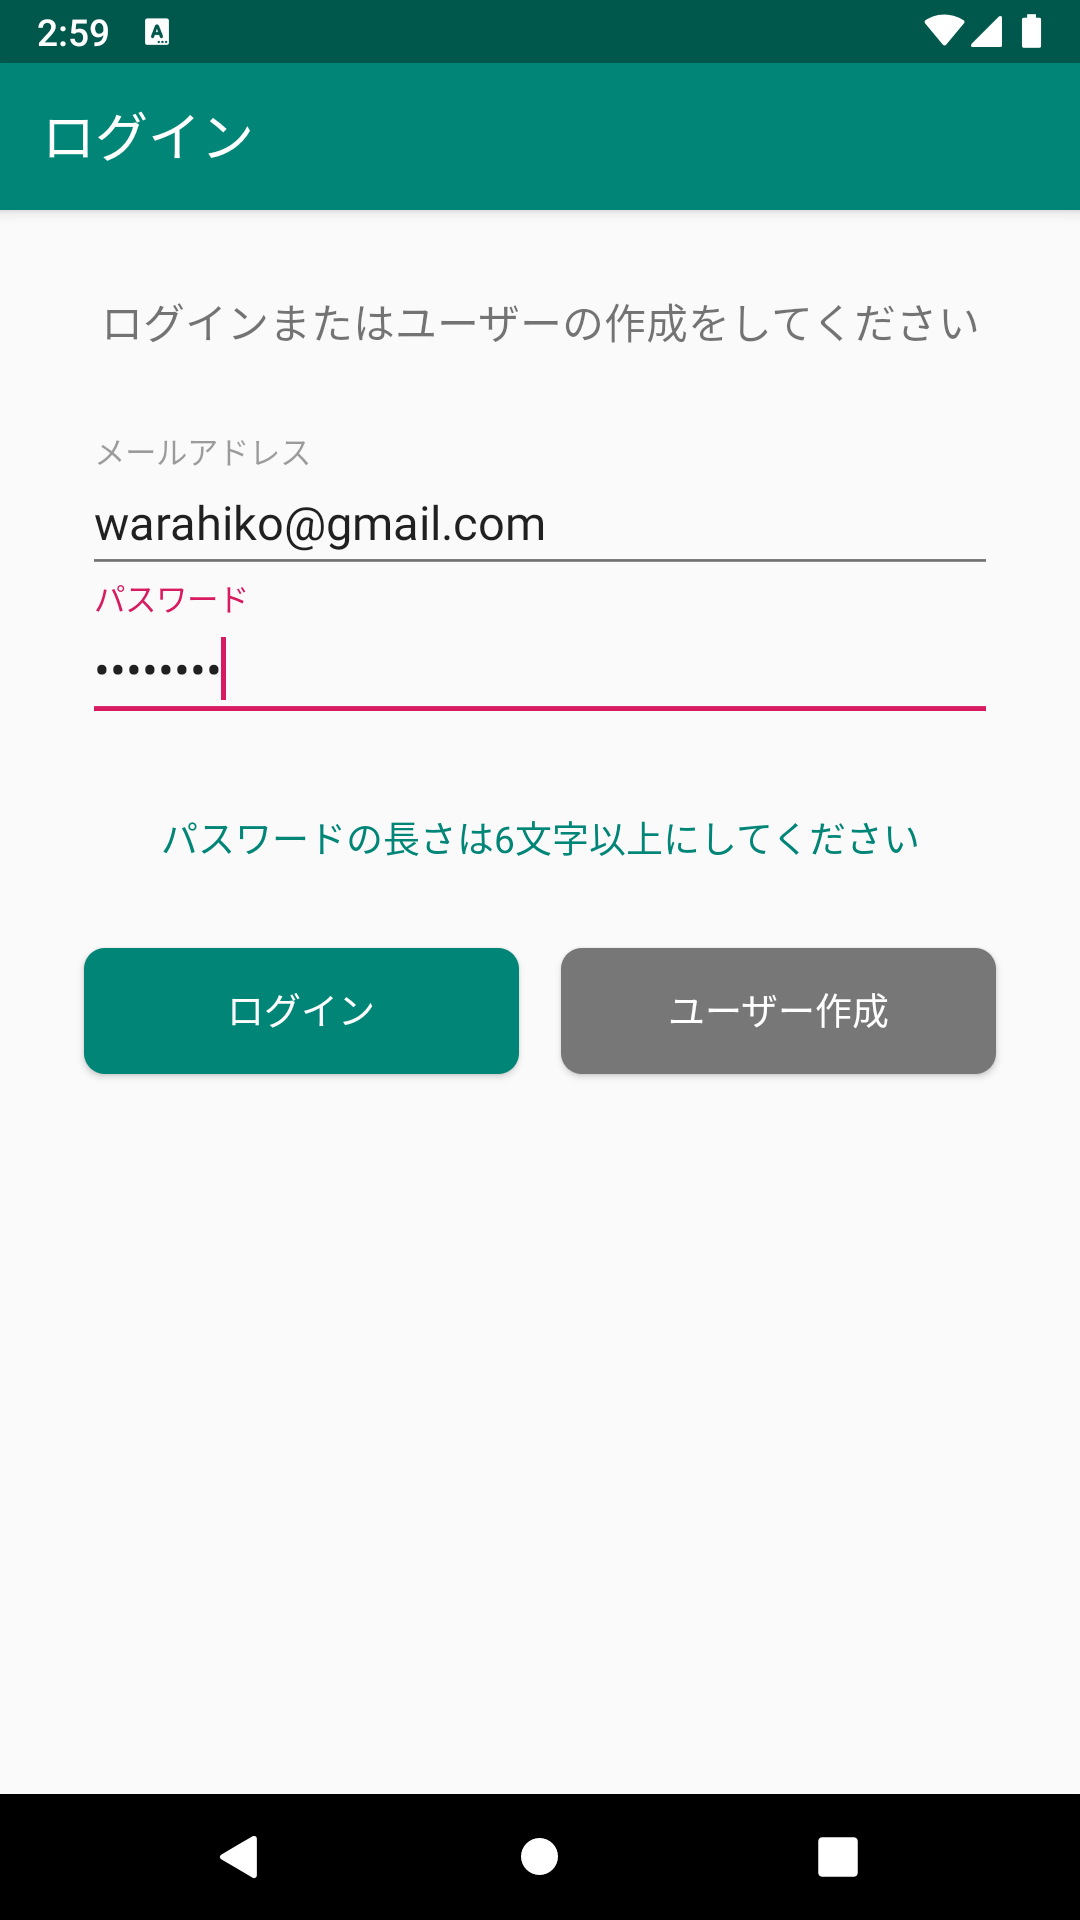 2:59
ログイン
ログインまたはユーザーの作成をしてください
メールアドレス
warahiko@gmail.com
パスワード
••••••••
パスワードの長さは6文字以上にしてください
ログイン
ユーザー作成